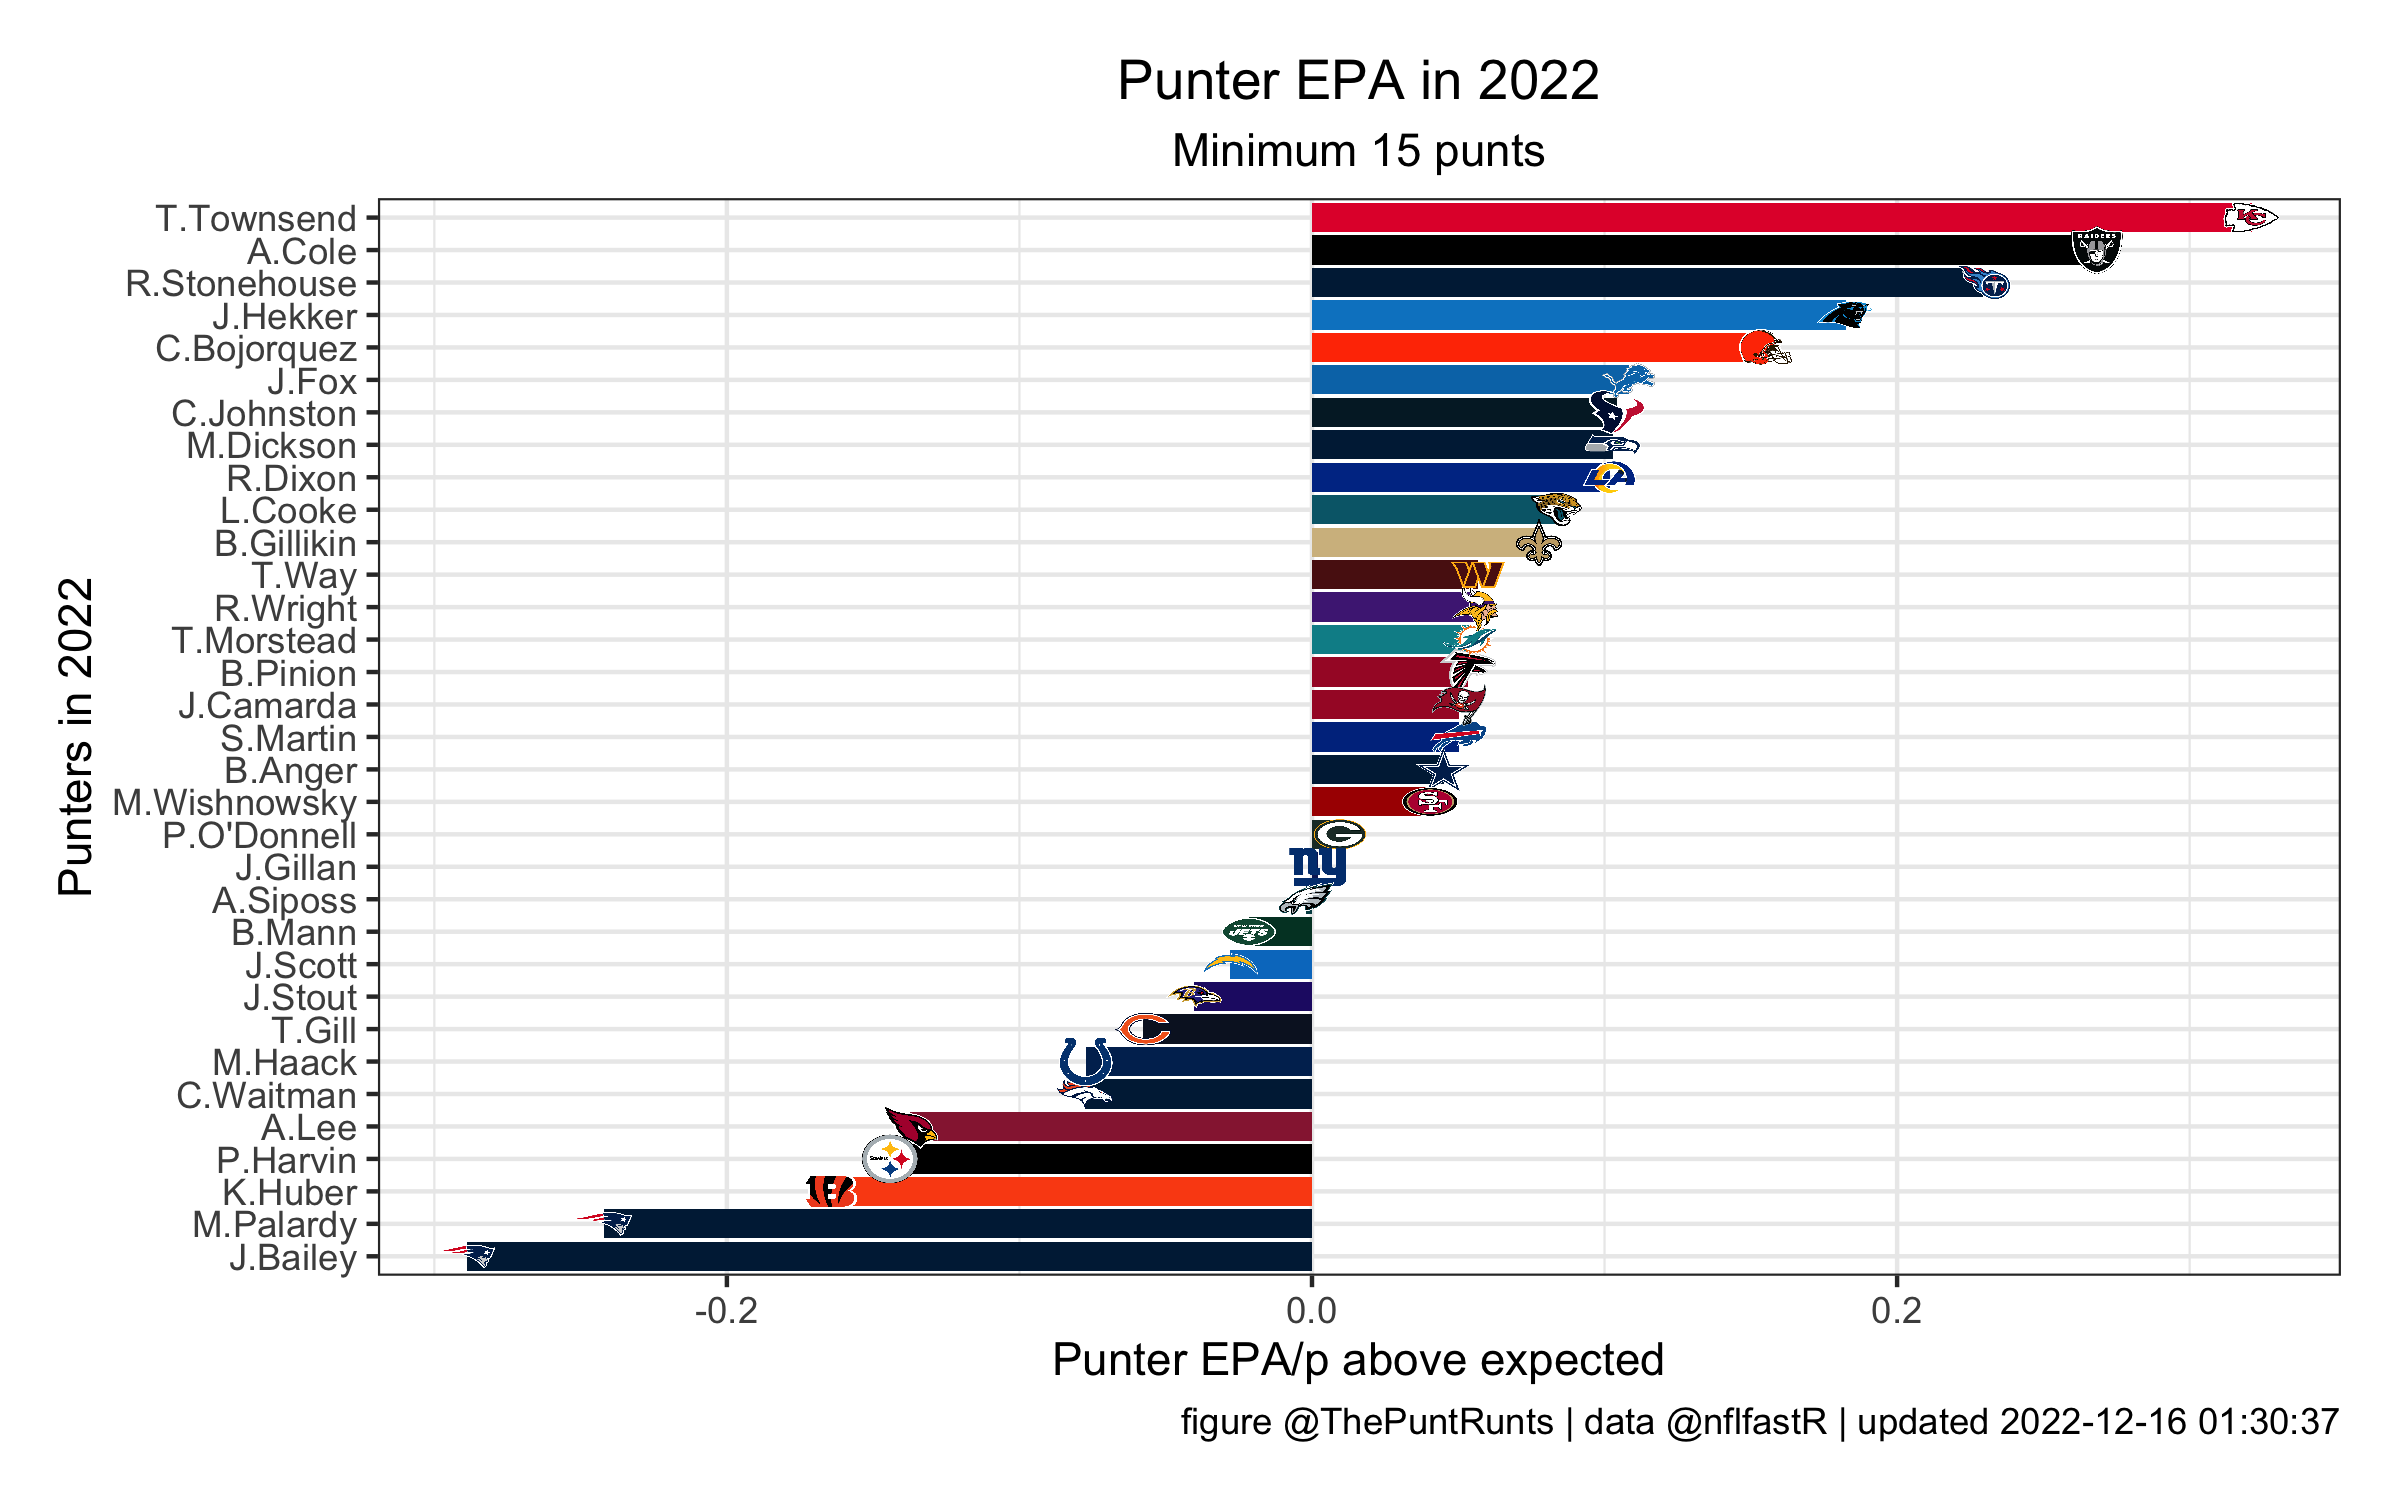 Punter EPA in 2022
Minimum 15 punts
Punters in 2022
T.Townsend
A.Cole
RAIDERS
R.Stonehouse
J.Hekker
C.Bojorquez
J.Fox
C.Johnston
M.Dickson
R.Dixon
L.Cooke
B.Gillikin
T.Way
R.Wright
T.Morstead
B.Pinion
J.Camarda
S.Martin
B.Anger
M.Wishnowsky
P.O'Donnell
J.Gillan
ny
A.Siposs
B.Mann
JETS
J.Scott
J.Stout
T.Gill
M.Haack
C.Waitman
A.Lee
P.Harvin
K.Huber
M.Palardy
J.Bailey
-0.2 0.0 0.2
Punter EPA/p above expected
figure @ThePuntRunts | data @nflfastR | updated 2022-12-16 01:30:37